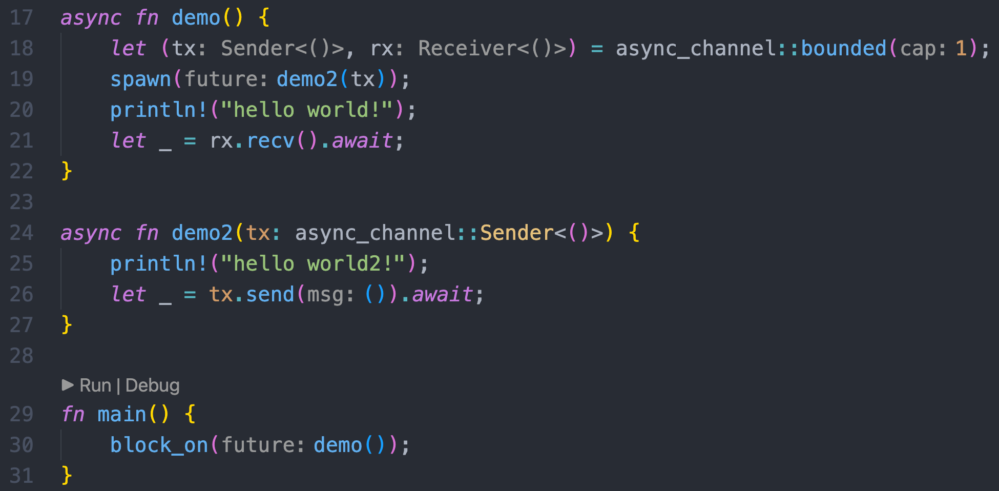 17 async fn demo() {
18 let (tx: Sender<()>, rx: Receiver<()>) = async_channel::bounded(cap: 1);
19 spawn(future: demo2(tx));
20 println!("hello world!");
21 let _ = rx.recv().await;
22 }
23
24 async fn demo2(tx: async_channel::Sender<()>) {
25 println!("hello world2!");
26 let _ = tx.send(msg: ()).await;
27 }
28
▶ Run | Debug
29 fn main() {
30 block_on(future: demo());
31 }